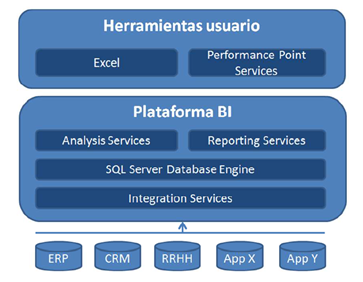 Herramientas usuario
Excel
Performance Point
Services
Plataforma BI
Analysis Services
Reporting Services
SQL Server Database Engine
Integration Services
ERP
CRM
RRHH
App X
App Y